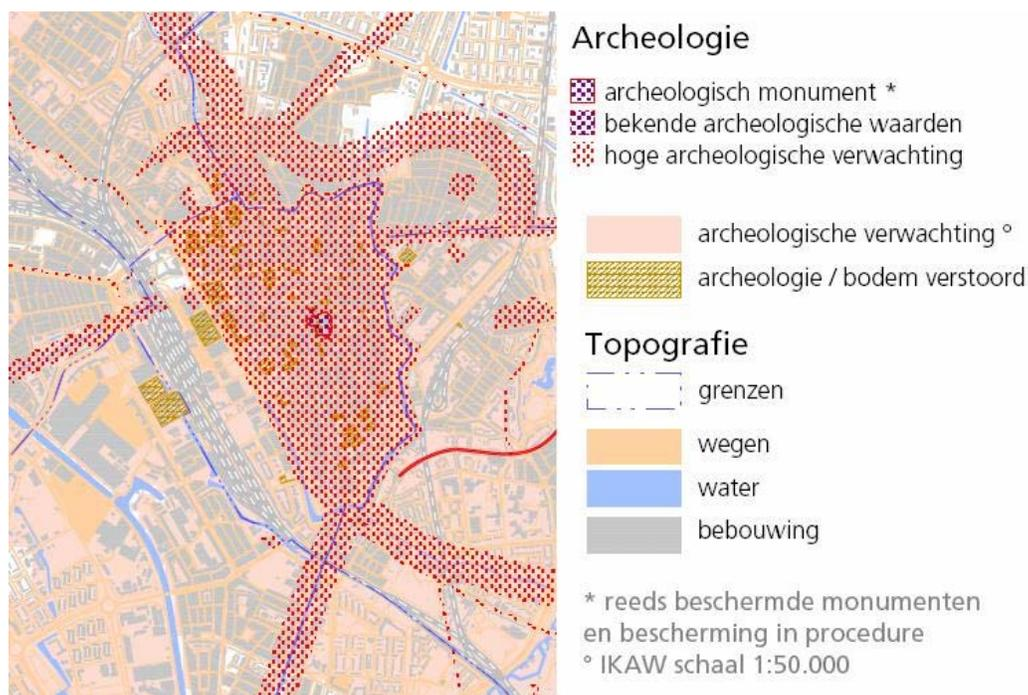 Archeologie
archeologisch monument *
bekende archeologische waarden
hoge archeologische verwachting
archeologische verwachting °
archeologie / bodem verstoord
Topografie
grenzen
wegen
water
bebouwing
* reeds beschermde monumenten
en bescherming in procedure
° IKAW schaal 1:50.000